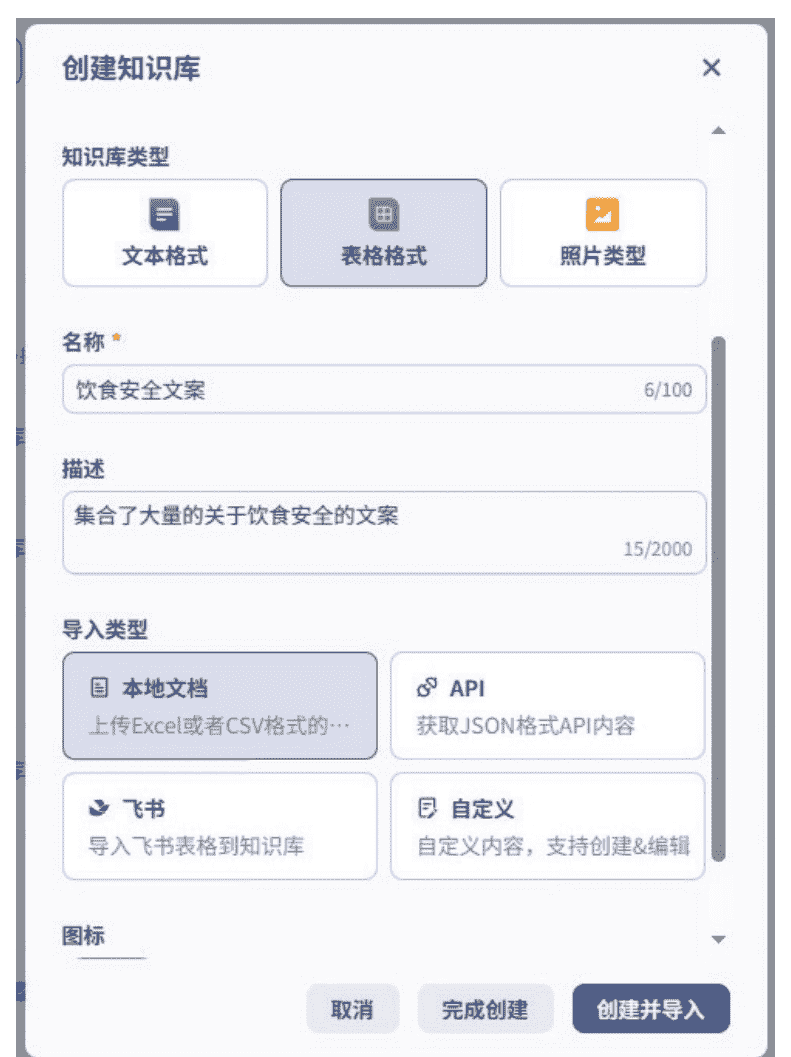 创建知识库
知识库类型
文本格式 表格格式 照片类型
名称 *
饮食安全文案 6/100
描述
集合了大量的关于饮食安全的文案
15/2000
导入类型
本地文档 API
上传Excel或者CSV格式的… 获取JSON格式API内容
飞书 自定义
导入飞书表格到知识库 自定义内容，支持创建&编辑
图标
取消 完成创建 创建并导入